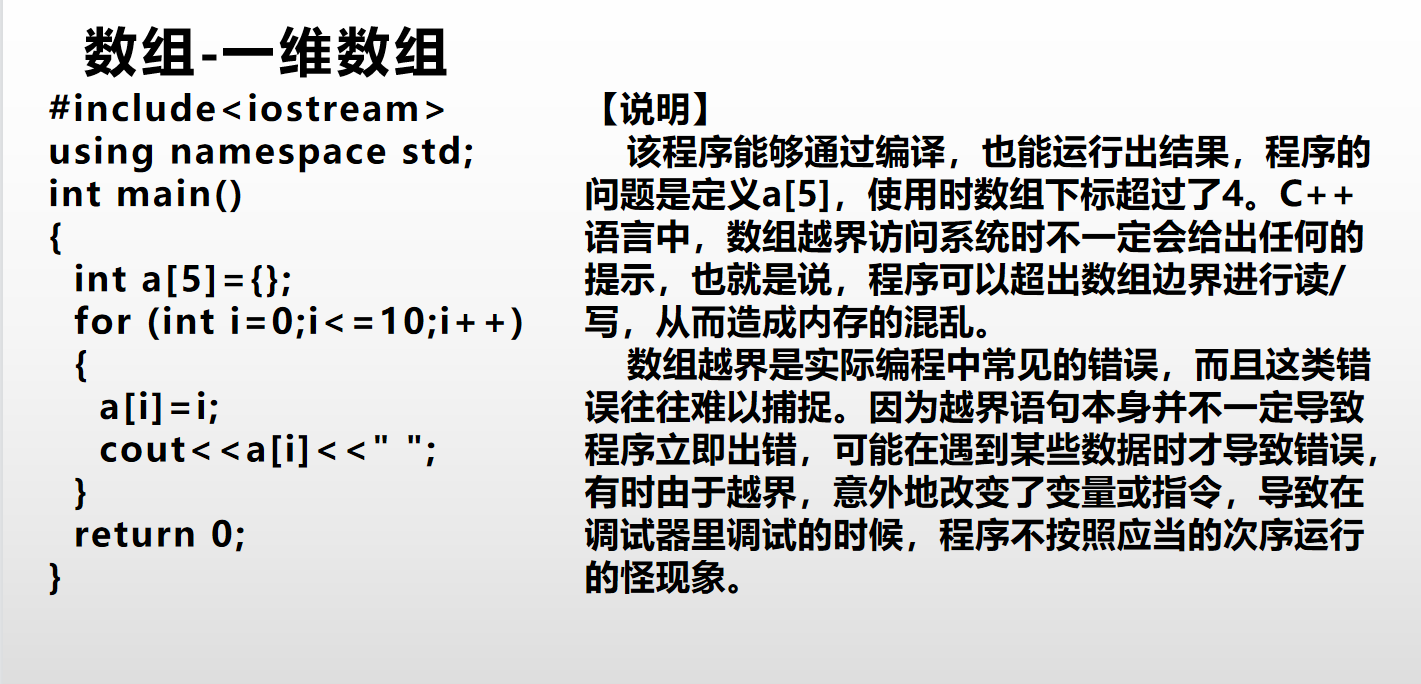 数组-一维数组
#include<iostream>
using namespace std;
int main()
{
int a[5]={};
for (int i=0;i<=10;i++)
{
a[i]=i;
cout<<a[i]<<" ";
}
return 0;
}
【说明】
该程序能够通过编译，也能运行出结果，程序的
问题是定义a[5]，使用时数组下标超过了4。C++
语言中，数组越界访问系统时不一定会给出任何的
提示，也就是说，程序可以超出数组边界进行读/
写，从而造成内存的混乱。
数组越界是实际编程中常见的错误，而且这类错
误往往难以捕捉。因为越界语句本身并不一定导致
程序立即出错，可能在遇到某些数据时才导致错误，
有时由于越界，意外地改变了变量或指令，导致在
调试器里调试的时候，程序不按照应当的次序运行
的怪现象。